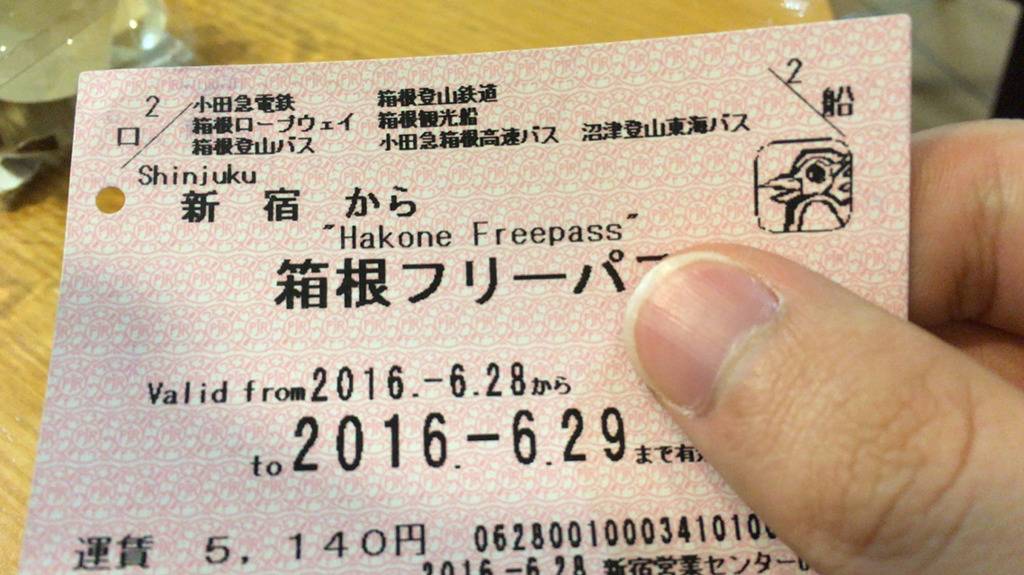 2 小田急電鉄 箱根登山鉄道 2
ロ 箱根ロープウェイ 箱根観光船 船
箱根登山バス 小田急箱根高速バス 沼津登山東海バス
Shinjuku
新 宿 から
"Hakone Freepass"
箱根フリーパ
Valid from 2016.-6.28から
to 2016.-6.29まで有
運賃 5,140円 06280010003410100
2016-6.28 新宿営業センター